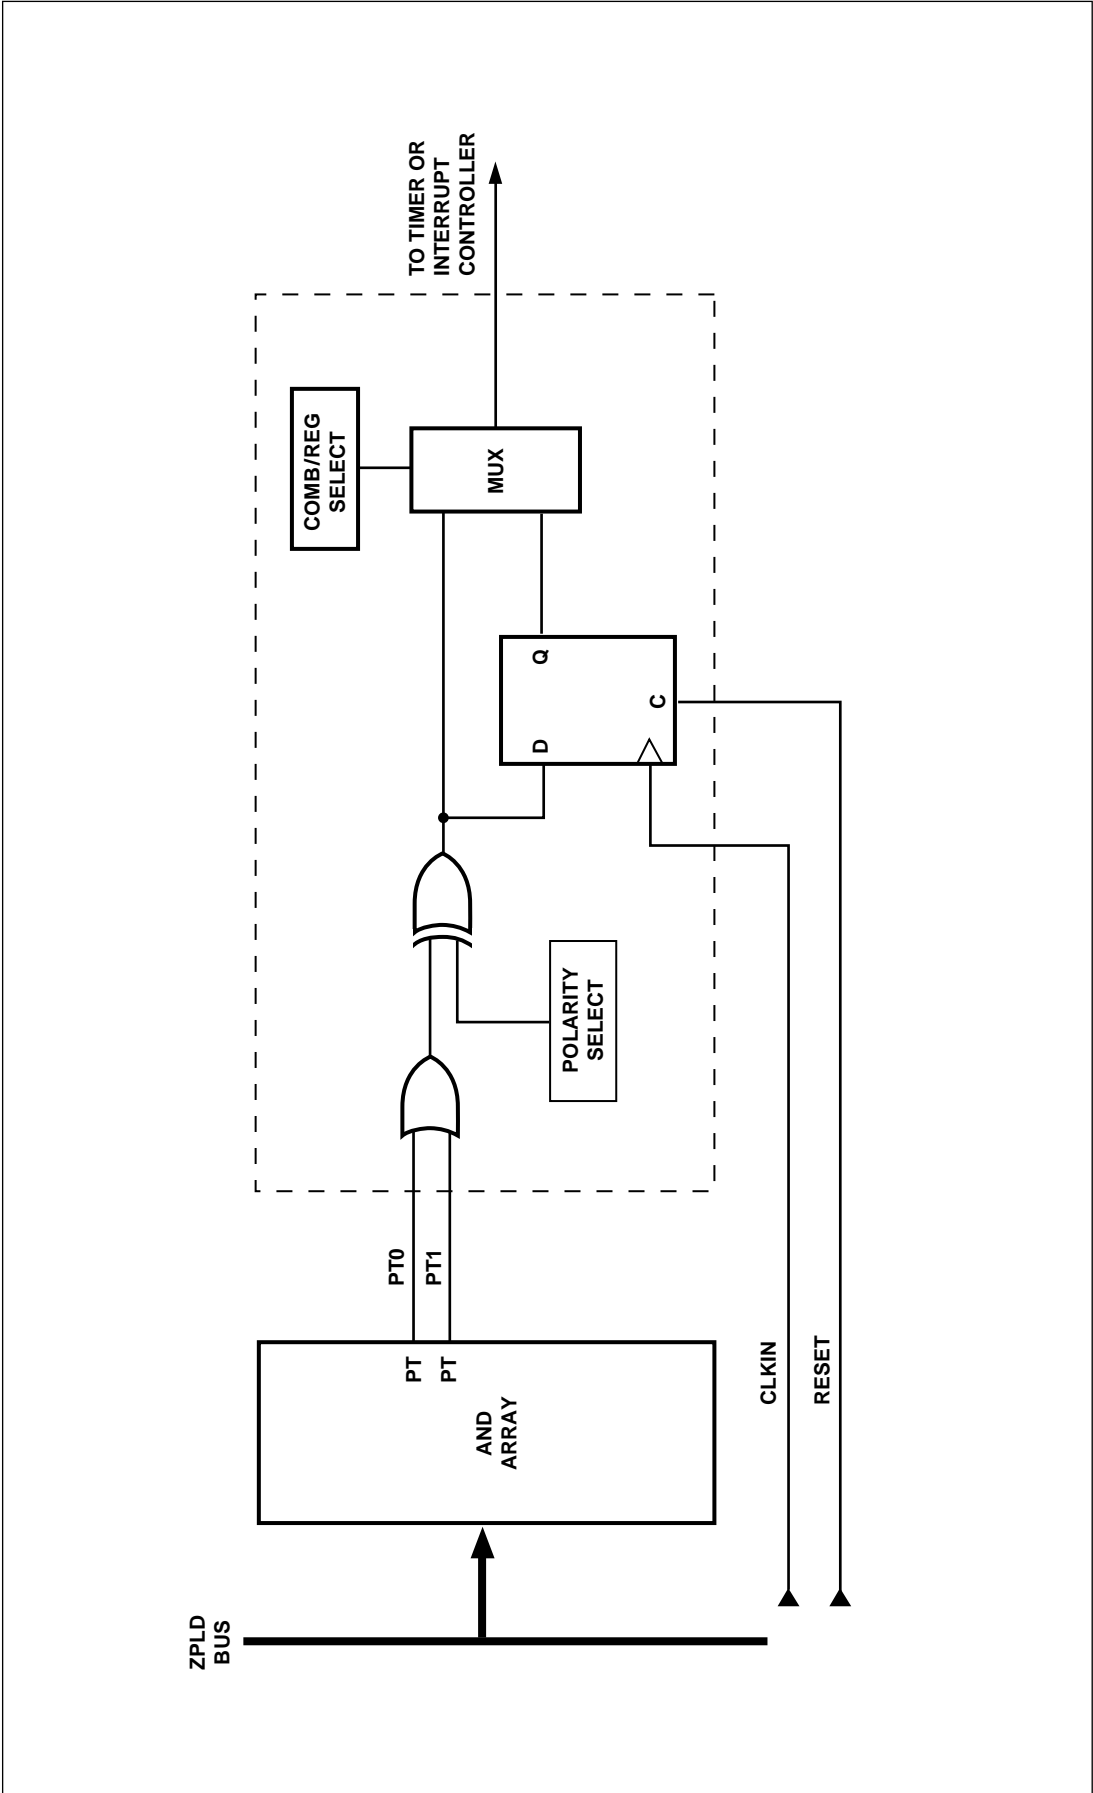 TO TIMER OR
INTERRUPT
CONTROLLER
COMB/REG
SELECT
MUX
Q
D
C
POLARITY
SELECT
PT0
PT1
PT
PT
AND
ARRAY
CLKIN
RESET
ZPLD
BUS